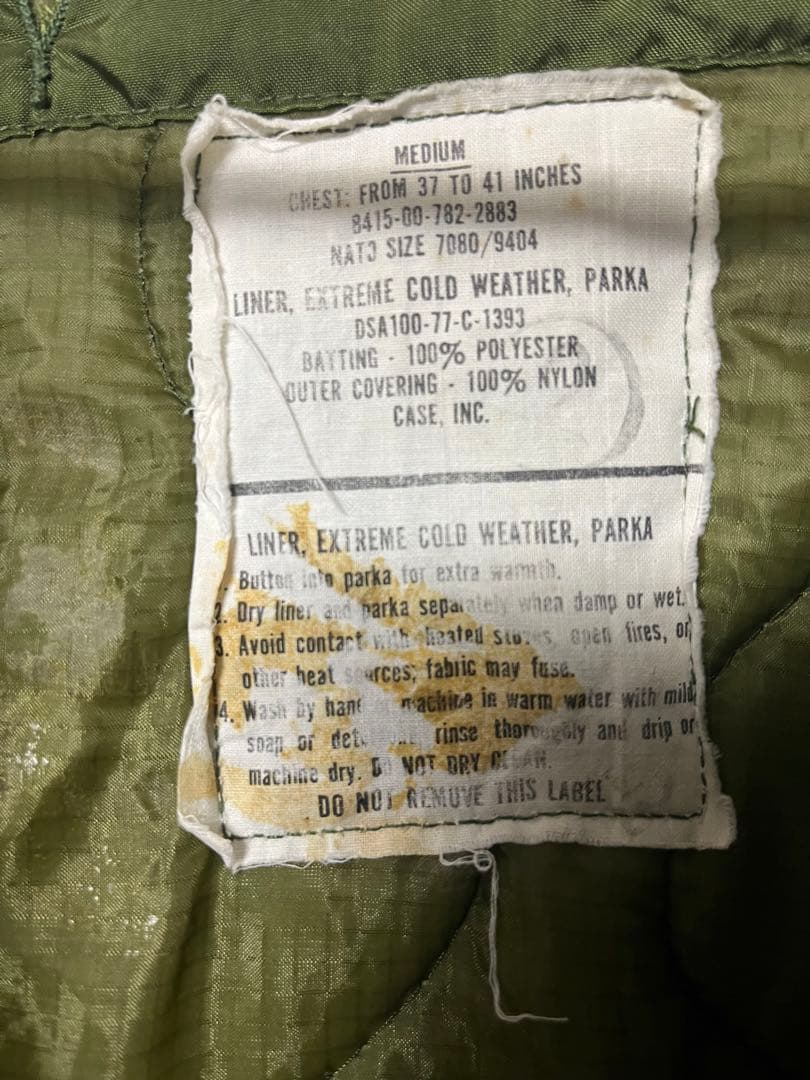 MEDIUM
CHEST: FROM 37 TO 41 INCHES
8415-00-782-2883
NATO SIZE 7080/9404
LINER, EXTREME COLD WEATHER, PARKA
DSA100-77-C-1393
BATTING - 100% POLYESTER
OUTER COVERING - 100% NYLON
CASE, INC.
LINER, EXTREME COLD WEATHER, PARKA
1. Button into parka for extra warmth.
2. Dry liner and parka separately when damp or wet.
3. Avoid contact with heated stoves, open fires, or
other heat sources; fabric may fuse.
4. Wash by hand or machine in warm water with mild
soap or rinse thoroughly and drip or
machine dry. DO NOT DRY CLEAN.
DO NOT REMOVE THIS LABEL